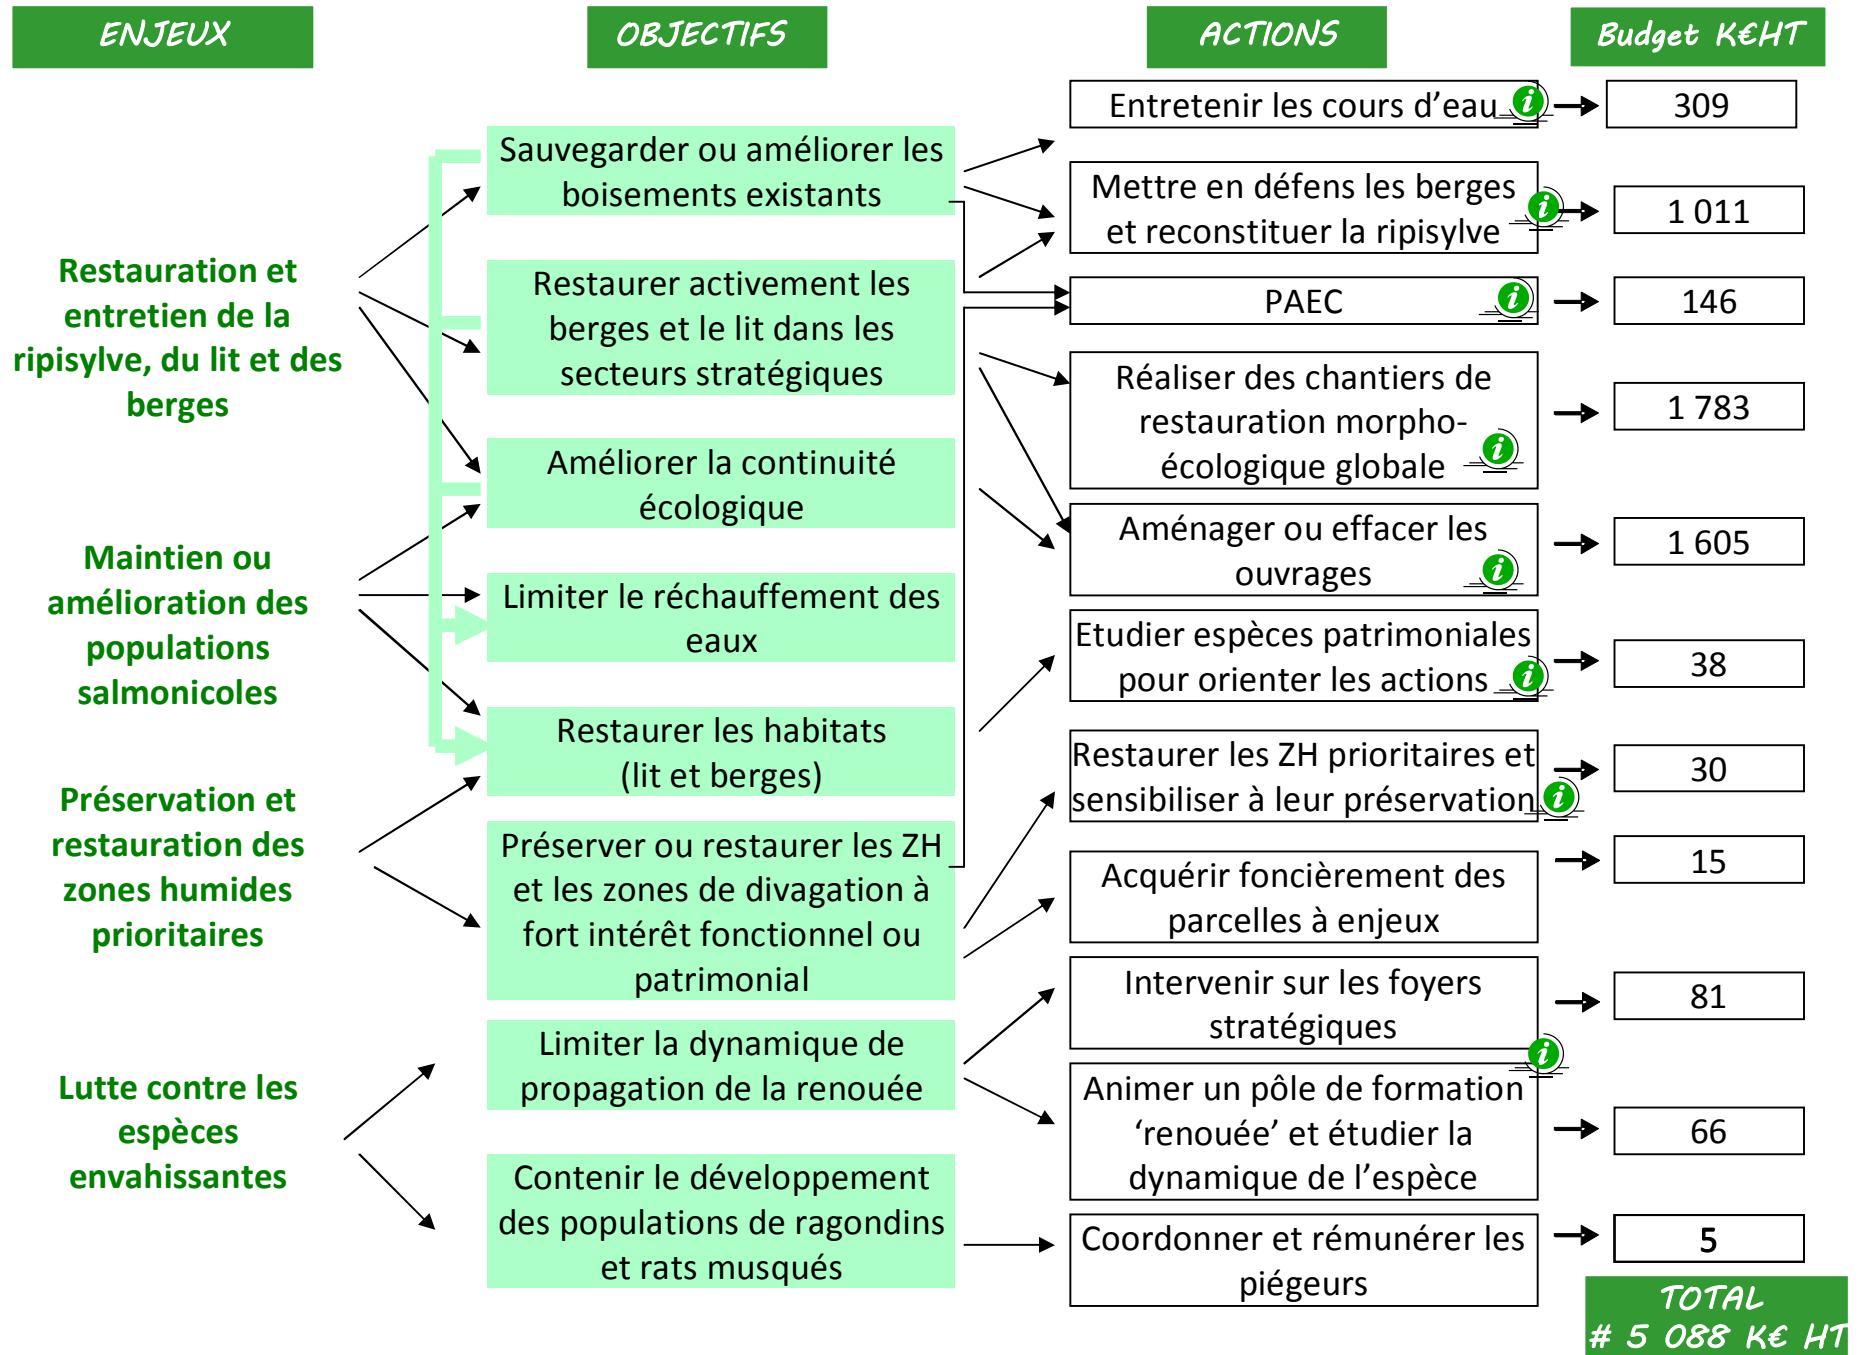 ENJEUX
OBJECTIFS
ACTIONS
Budget K€HT
Restauration et
entretien de la
ripisylve, du lit et des
berges
Maintien ou
amélioration des
populations
salmonicoles
Préservation et
restauration des
zones humides
prioritaires
Lutte contre les
espèces
envahissantes
Sauvegarder ou améliorer les
boisements existants
Restaurer activement les
berges et le lit dans les
secteurs stratégiques
Améliorer la continuité
écologique
Limiter le réchauffement des
eaux
Restaurer les habitats
(lit et berges)
Préserver ou restaurer les ZH
et les zones de divagation à
fort intérêt fonctionnel ou
patrimonial
Limiter la dynamique de
propagation de la renouée
Contenir le développement
des populations de ragondins
et rats musqués
Entretenir les cours d’eau
i
309
Mettre en défens les berges
et reconstituer la ripisylve
i
1 011
PAEC
i
146
Réaliser des chantiers de
restauration morpho-
écologique globale
i
1 783
Aménager ou effacer les
ouvrages
i
1 605
Etudier espèces patrimoniales
pour orienter les actions
i
38
Restaurer les ZH prioritaires et
sensibiliser à leur préservation
i
30
Acquérir foncièrement des
parcelles à enjeux
15
Intervenir sur les foyers
stratégiques
i
81
Animer un pôle de formation
‘renouée’ et étudier la
dynamique de l’espèce
66
Coordonner et rémunérer les
piégeurs
5
TOTAL
# 5 088 K€ HT